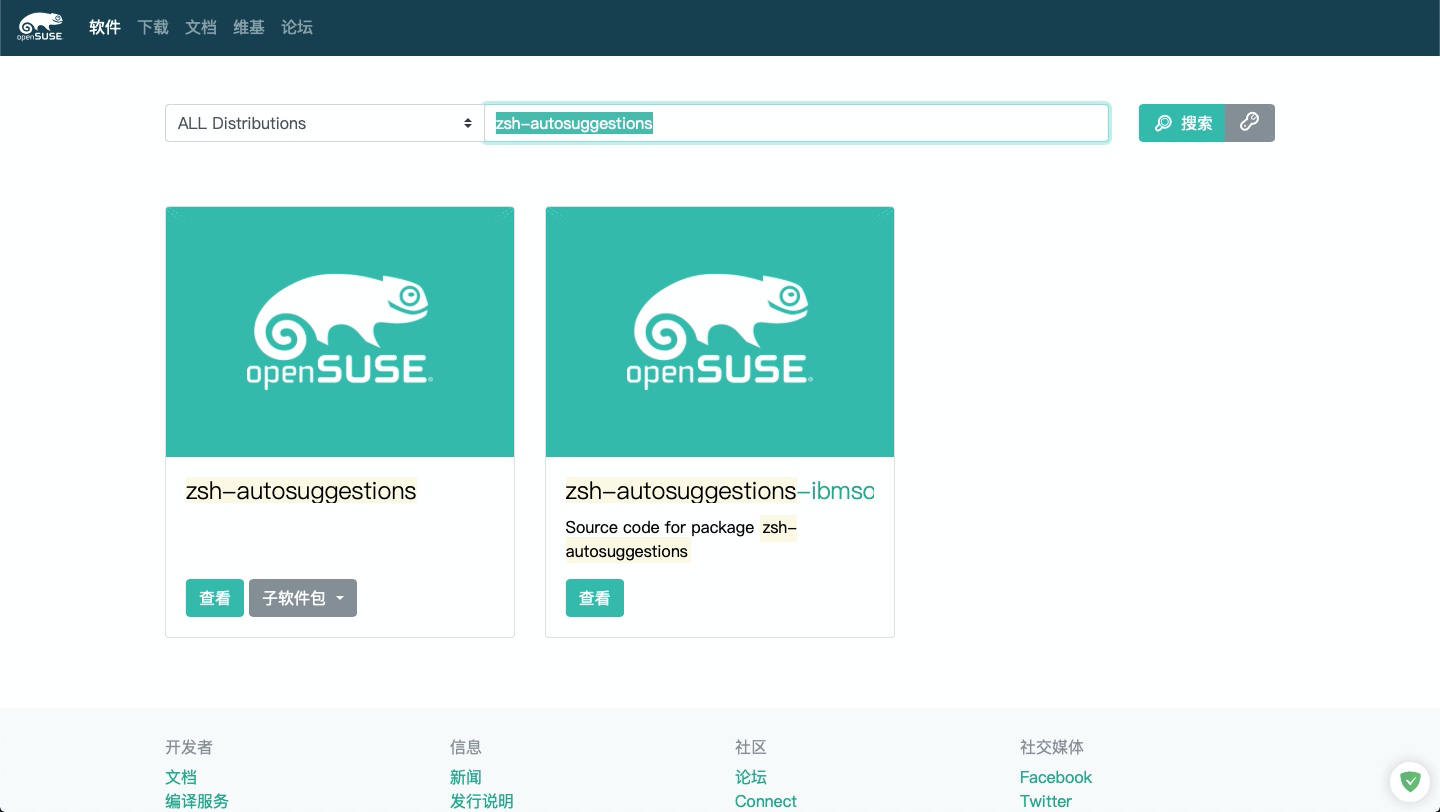 openSUSE
软件 下载 文档 维基 论坛
ALL Distributions
zsh-autosuggestions
搜索
openSUSE
openSUSE
zsh-autosuggestions
查看 子软件包
zsh-autosuggestions-ibmso
Source code for package zsh-
autosuggestions
查看
开发者
文档
编译服务
信息
新闻
发行说明
社区
论坛
Connect
社交媒体
Facebook
Twitter